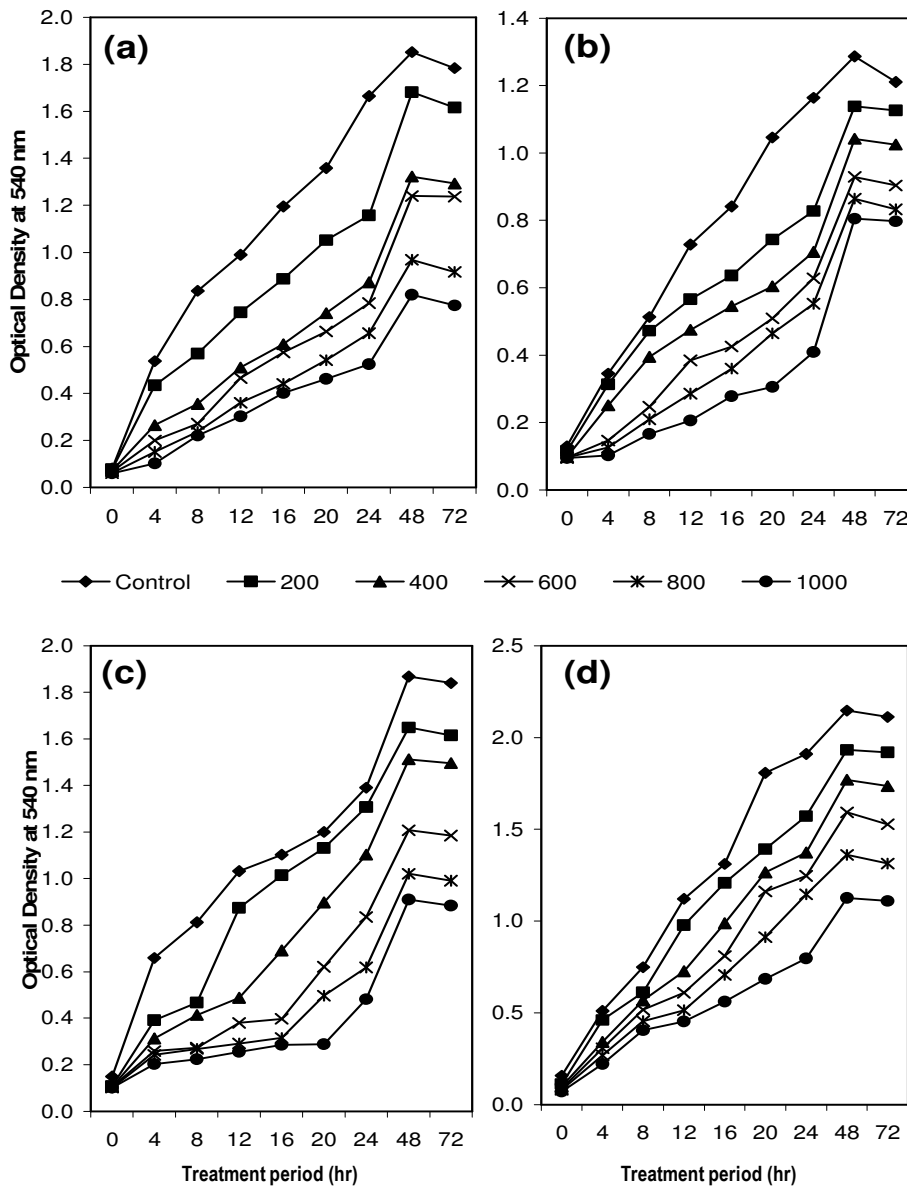 (a)
2.0
1.8
1.6
1.4
1.2
1.0
0.8
0.6
0.4
0.2
0.0
Optical Density at 540 nm
0 4 8 12 16 20 24 48 72
(b)
1.4
1.2
1.0
0.8
0.6
0.4
0.2
0.0
0 4 8 12 16 20 24 48 72
Control 200 400 600 800 1000
(c)
2.0
1.8
1.6
1.4
1.2
1.0
0.8
0.6
0.4
0.2
0.0
Optical Density at 540 nm
0 4 8 12 16 20 24 48 72
Treatment period (hr)
(d)
2.5
2.0
1.5
1.0
0.5
0.0
0 4 8 12 16 20 24 48 72
Treatment period (hr)